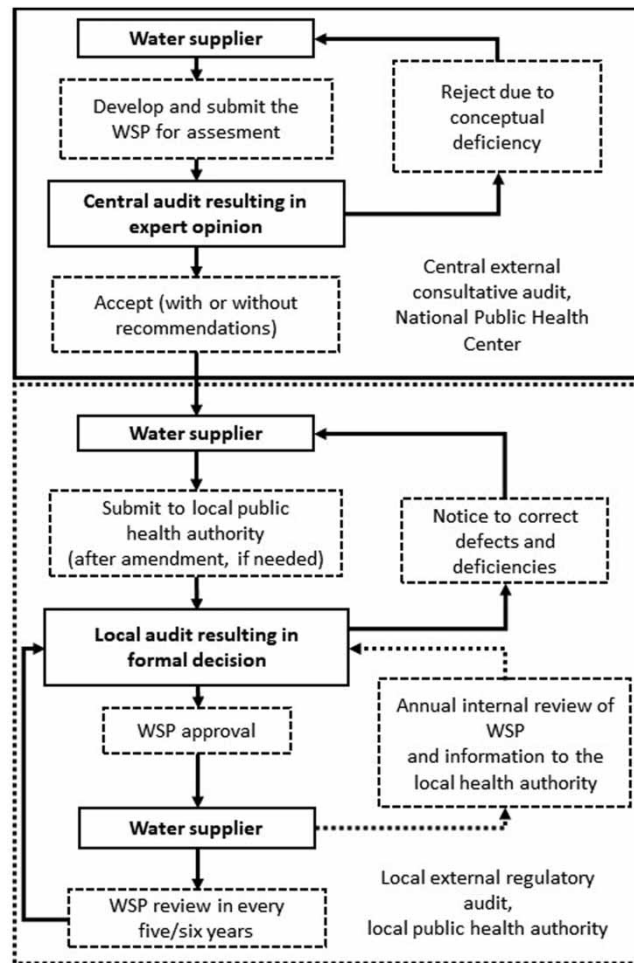 Water supplier
Develop and submit the
WSP for assesment
Reject due to
conceptual
deficiency
Central audit resulting in
expert opinion
Accept (with or without
recommendations)
Central external
consultative audit,
National Public Health
Center
Water supplier
Submit to local public
health authority
(after amendment, if needed)
Notice to correct
defects and
deficiencies
Local audit resulting in
formal decision
WSP approval
Annual internal review of
WSP
and information to the
local health authority
Water supplier
WSP review in every
five/six years
Local external regulatory
audit,
local public health authority